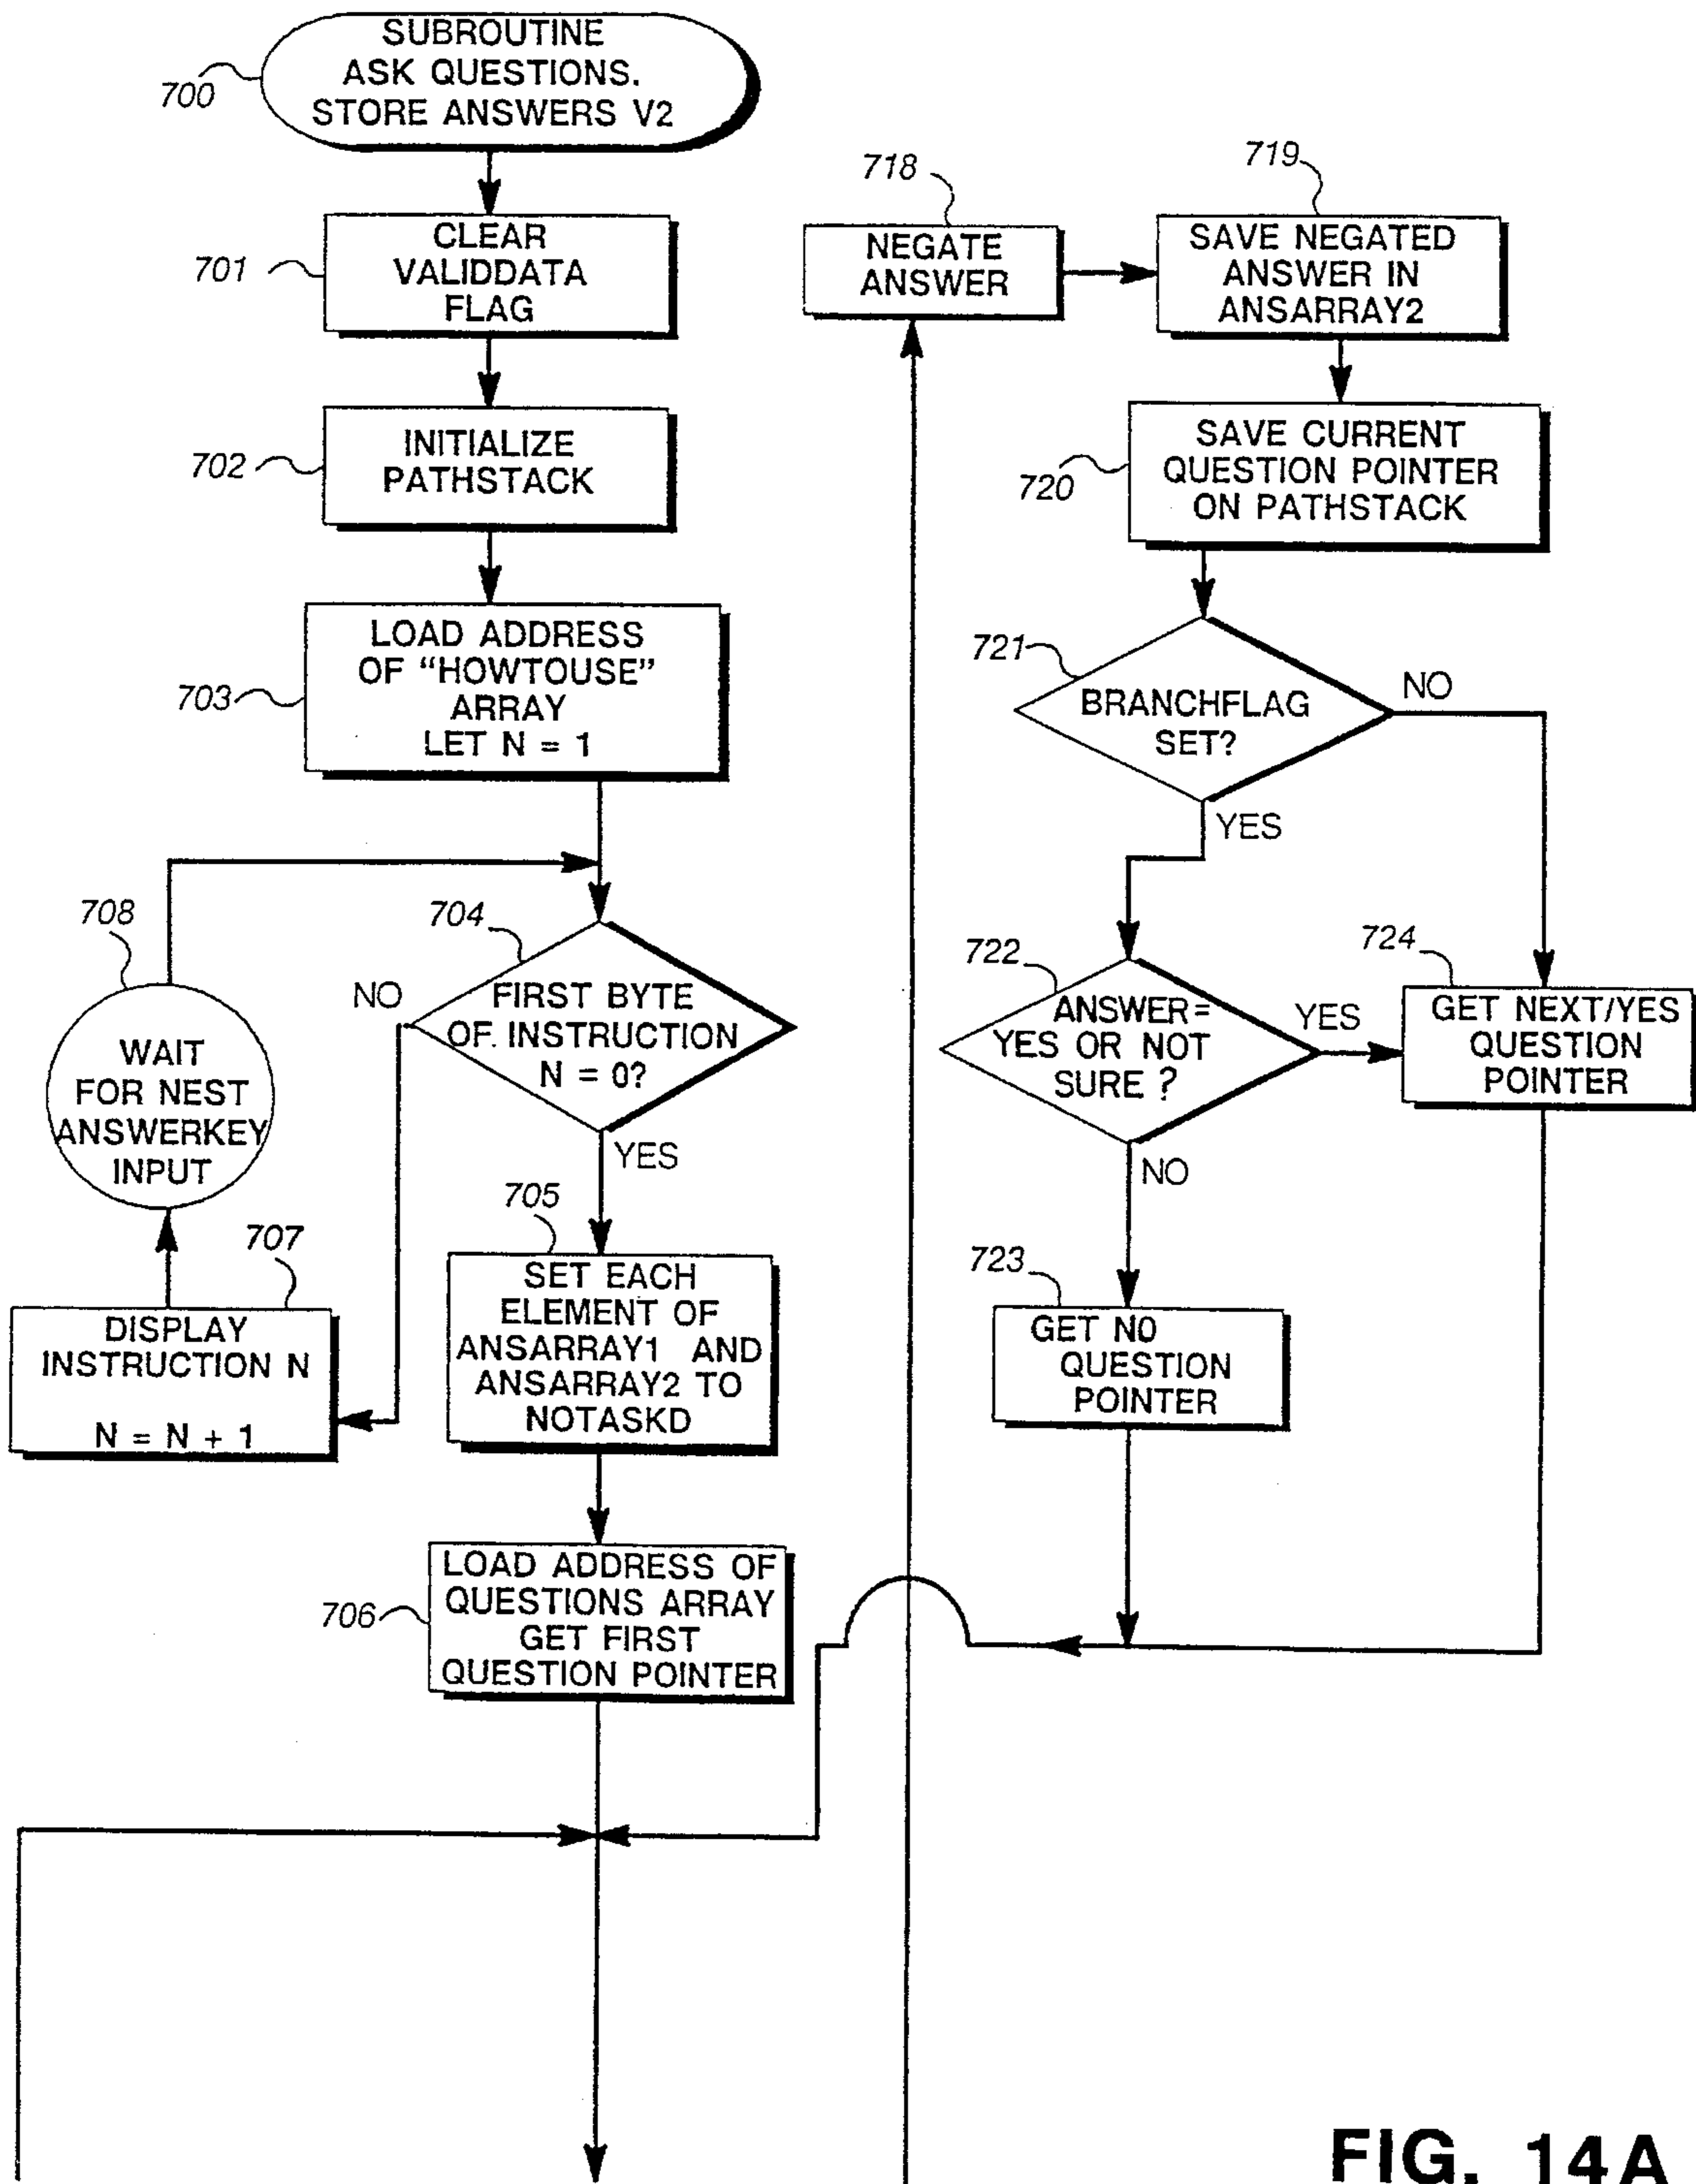 SUBROUTINE
ASK QUESTIONS.
STORE ANSWERS V2
700
CLEAR
VALIDDATA
FLAG
701
INITIALIZE
PATHSTACK
702
LOAD ADDRESS
OF "HOWTOUSE"
ARRAY
LET N = 1
703
704
FIRST BYTE
OF. INSTRUCTION
N = 0?
NO
YES
708
WAIT
FOR NEST
ANSWERKEY
INPUT
707
DISPLAY
INSTRUCTION N
N = N + 1
705
SET EACH
ELEMENT OF
ANSARRAY1 AND
ANSARRAY2 TO
NOTASKD
706
LOAD ADDRESS OF
QUESTIONS ARRAY
GET FIRST
QUESTION POINTER
718
NEGATE
ANSWER
719
SAVE NEGATED
ANSWER IN
ANSARRAY2
720
SAVE CURRENT
QUESTION POINTER
ON PATHSTACK
721
BRANCHFLAG
SET?
NO
YES
722
ANSWER=
YES OR NOT
SURE ?
YES
NO
724
GET NEXT/YES
QUESTION
POINTER
723
GET NO
QUESTION
POINTER
FIG. 14A